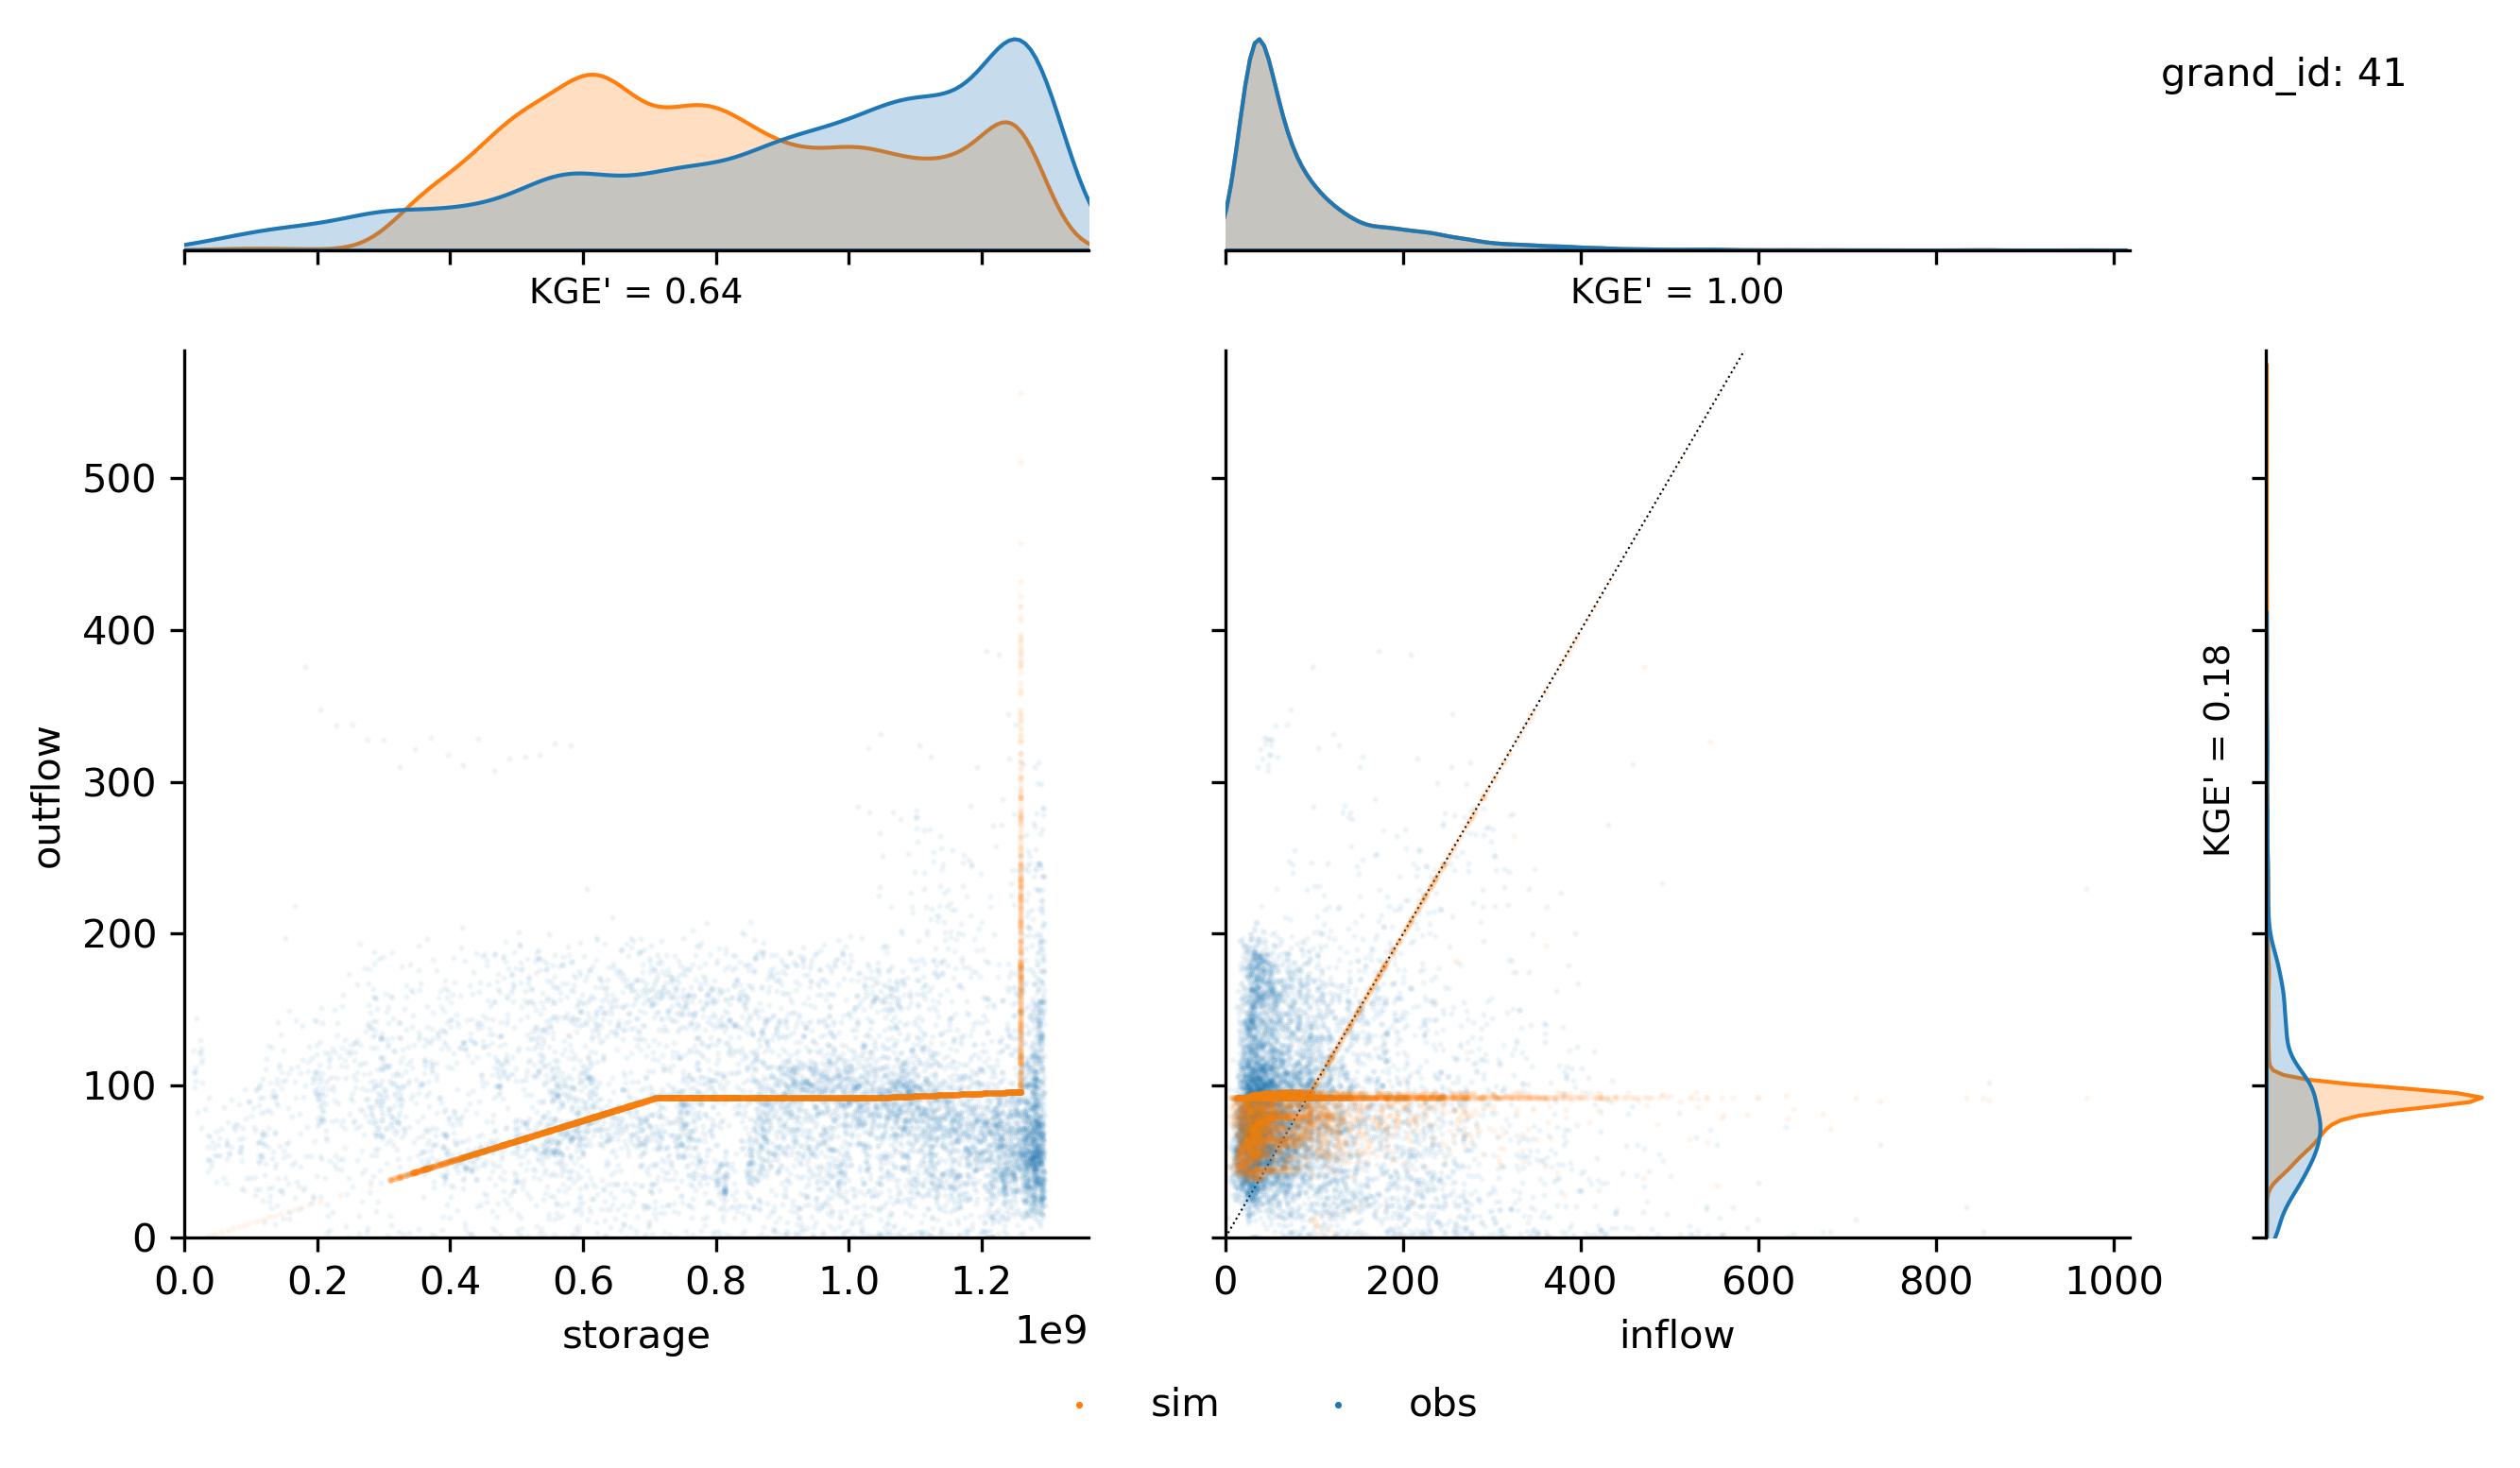 grand_id: 41
KGE' = 0.64
KGE' = 1.00
outflow
500
400
300
200
100
0
KGE' = 0.18
0.0 0.2 0.4 0.6 0.8 1.0 1.2
1e9
storage
0 200 400 600 800 1000
inflow
sim obs